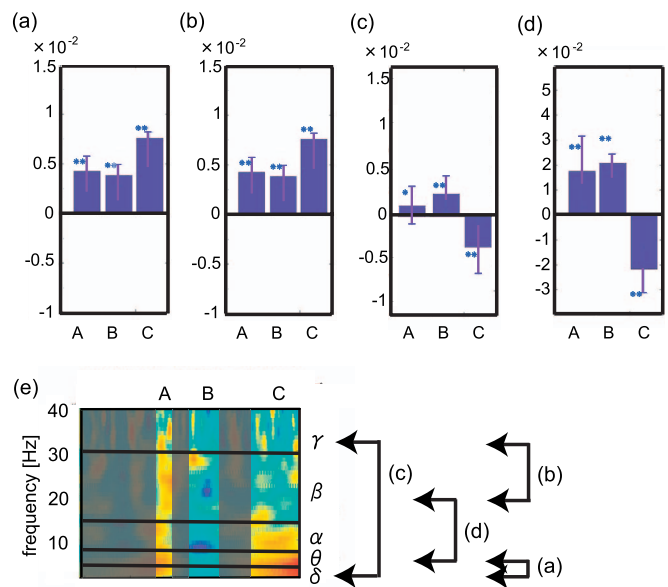 (a) (b) (c) (d)
× 10-2 × 10-2 × 10-2 × 10-2
1.5 1.5 1.5 5
1 1 1 4
0.5 0.5 0.5 3
0 0 0 2
-0.5 -0.5 -0.5 1
-1 -1 -1 0
-1
-2
-3
** ** ** ** ** ** * ** ** ** ** **
A B C A B C A B C A B C
(e) A B C
40 γ
30 β
20 α
10 θ
δ
frequency [Hz]
(c) (b)
(d)
(a)